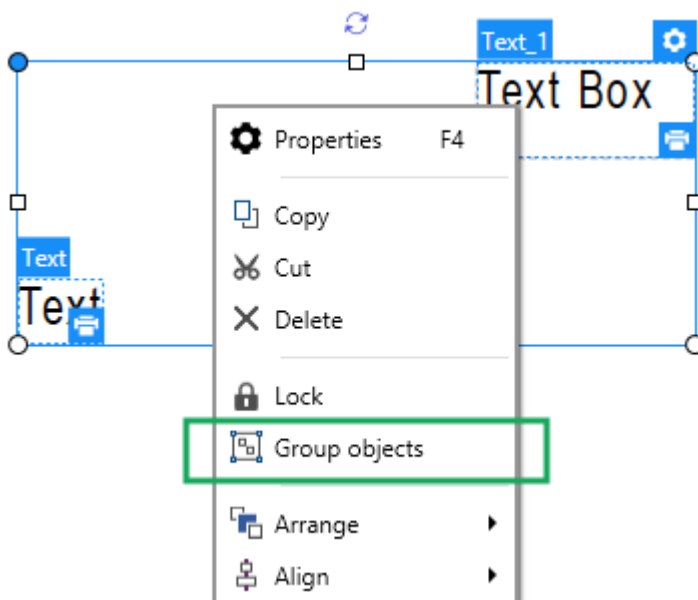 Text_1
Text Box
Properties F4
Copy
Text
Cut
Text
Delete
Lock
Group objects
Arrange
Align